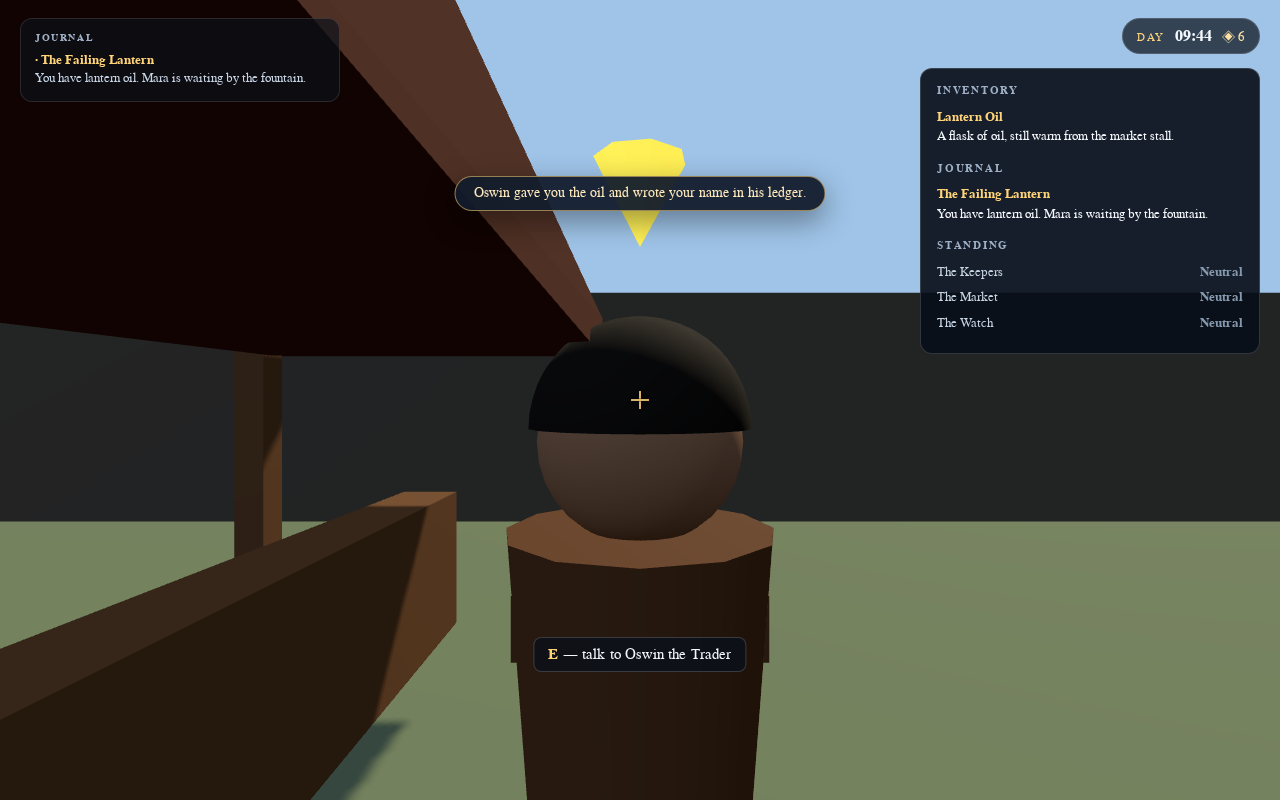 JOURNAL
· The Failing Lantern
You have lantern oil. Mara is waiting by the fountain.
DAY 09:44 ◈ 6
INVENTORY
Lantern Oil
A flask of oil, still warm from the market stall.
JOURNAL
The Failing Lantern
You have lantern oil. Mara is waiting by the fountain.
STANDING
The Keepers Neutral
The Market Neutral
The Watch Neutral
Oswin gave you the oil and wrote your name in his ledger.
E — talk to Oswin the Trader